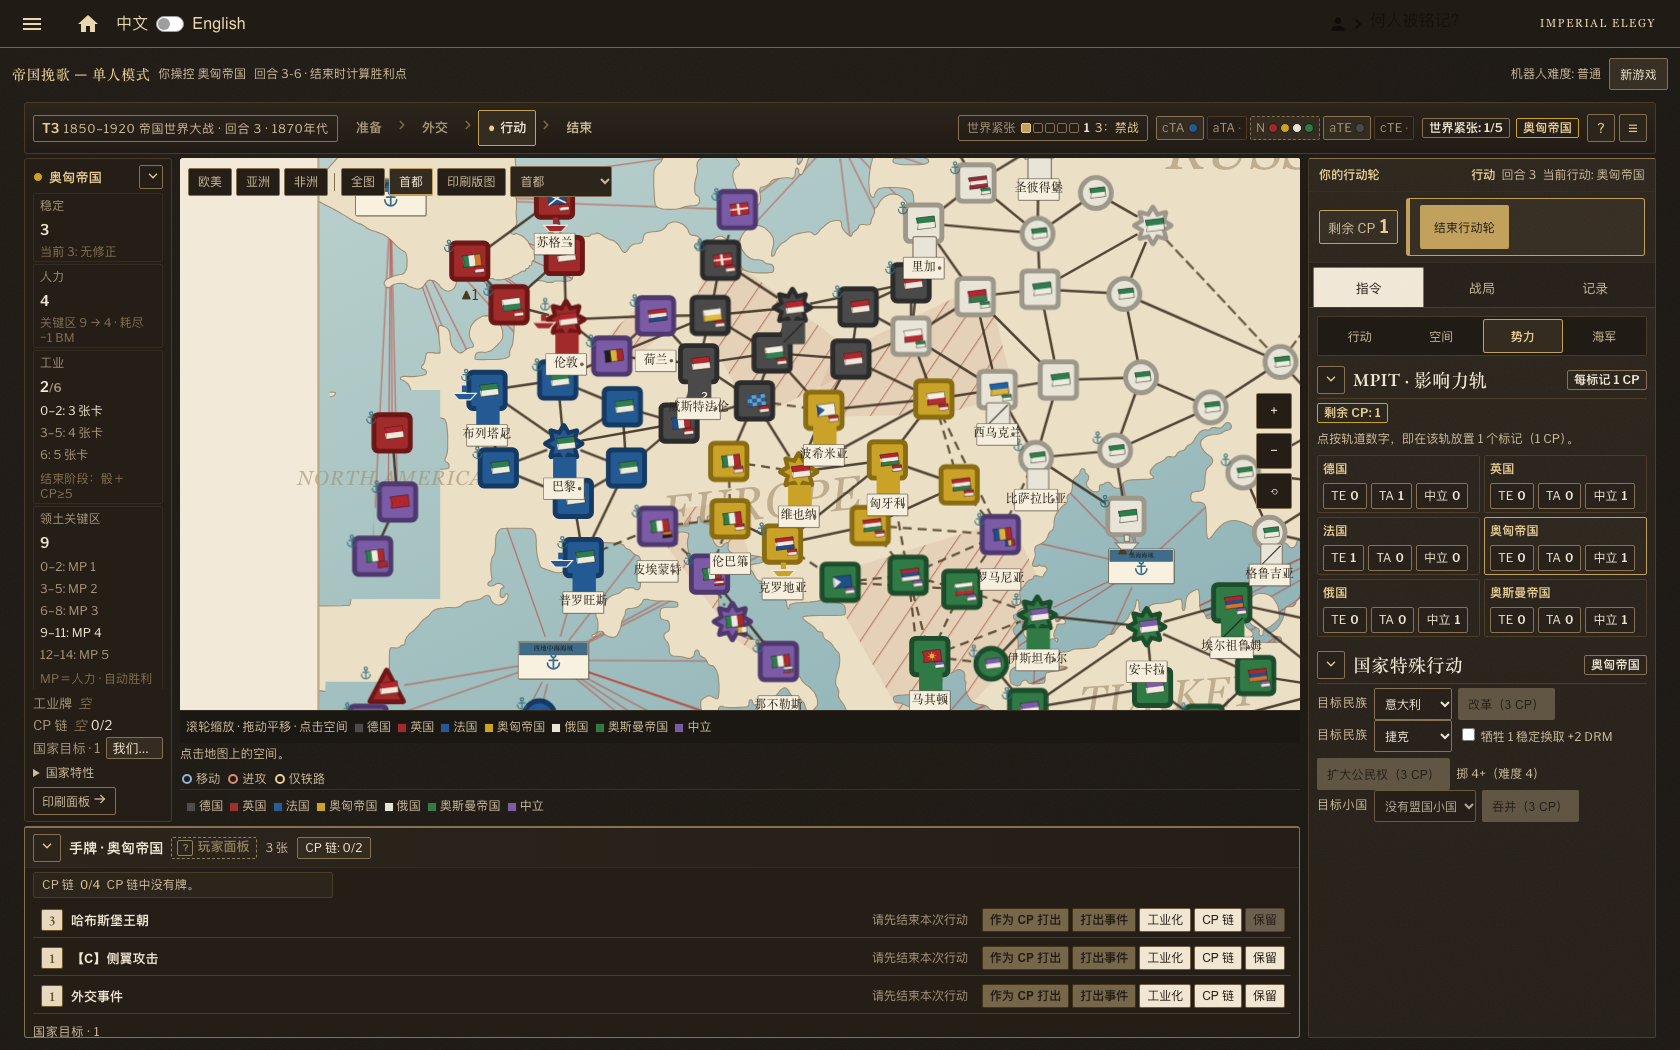 中文 English
何人被铭记?
IMPERIAL ELEGY
帝国挽歌 — 单人模式 你操控 奥匈帝国 回合 3-6 · 结束时计算胜利点
机器人难度: 普通 新游戏
T3 1850–1920 帝国世界大战 · 回合 3 · 1870年代
准备 外交 行动 结束
世界紧张 1 3: 禁战
cTA aTA · N aTE cTE ·
世界紧张: 1/5 奥匈帝国 ?
奥匈帝国
稳定
3
当前 3: 无修正
人力
4
关键区 9 → 4 · 耗尽
−1 BM
工业
2/6
0–2: 3 张卡
3–5: 4 张卡
6: 5 张卡
结束阶段: 骰 +
CP≥5
领土关键区
9
0–2: MP 1
3–5: MP 2
6–8: MP 3
9–11: MP 4
12–14: MP 5
MP = 人力 · 自动胜利
工业牌 空
CP 链 空 0/2
国家目标 · 1 我们...
国家特性
印刷面板 →
欧美 亚洲 非洲 全图 首都 印刷版图 首都
RUSS
圣彼得堡
苏格兰
里加
▲1
伦敦
荷兰
?
威斯特法伦
布列塔尼
波希米亚
西乌克兰
NORTH AMERICA
EUROPE
巴黎
维也纳
匈牙利
比萨拉比亚
皮埃蒙特
伦巴第
克罗地亚
罗马尼亚
格鲁吉亚
普罗旺斯
埃尔祖鲁姆
西地中海海域
伊斯坦布尔
安卡拉
TURKE
马其顿
那不勒斯
+
−
滚轮缩放 · 拖动平移 · 点击空间 德国 英国 法国 奥匈帝国 俄国 奥斯曼帝国 中立
点击地图上的空间。
移动 进攻 仅铁路
德国 英国 法国 奥匈帝国 俄国 奥斯曼帝国 中立
手牌 · 奥匈帝国 ? 玩家面板 3 张 CP 链: 0/2
CP 链 0/4 CP 链中没有牌。
3 哈布斯堡王朝 请先结束本次行动 作为 CP 打出 打出事件 工业化 CP 链 保留
1 【C】侧翼攻击 请先结束本次行动 作为 CP 打出 打出事件 工业化 CP 链 保留
1 外交事件 请先结束本次行动 作为 CP 打出 打出事件 工业化 CP 链 保留
国家目标 · 1
你的行动轮 行动 回合 3 当前行动: 奥匈帝国
剩余 CP 1 结束行动轮
指令 战局 记录
行动 空间 势力 海军
MPIT · 影响力轨 每标记 1 CP
剩余 CP: 1
点按轨道数字，即在该轨放置 1 个标记（1 CP）。
德国
TE 0 TA 1 中立 0
英国
TE 0 TA 0 中立 1
法国
TE 1 TA 0 中立 0
奥匈帝国
TE 0 TA 0 中立 1
俄国
TE 0 TA 0 中立 1
奥斯曼帝国
TE 0 TA 0 中立 1
国家特殊行动 奥匈帝国
目标民族 意大利 改革（3 CP）
目标民族 捷克 牺牲 1 稳定换取 +2 DRM
扩大公民权（3 CP） 掷 4+（难度 4）
目标小国 没有盟国小国 吞并（3 CP）